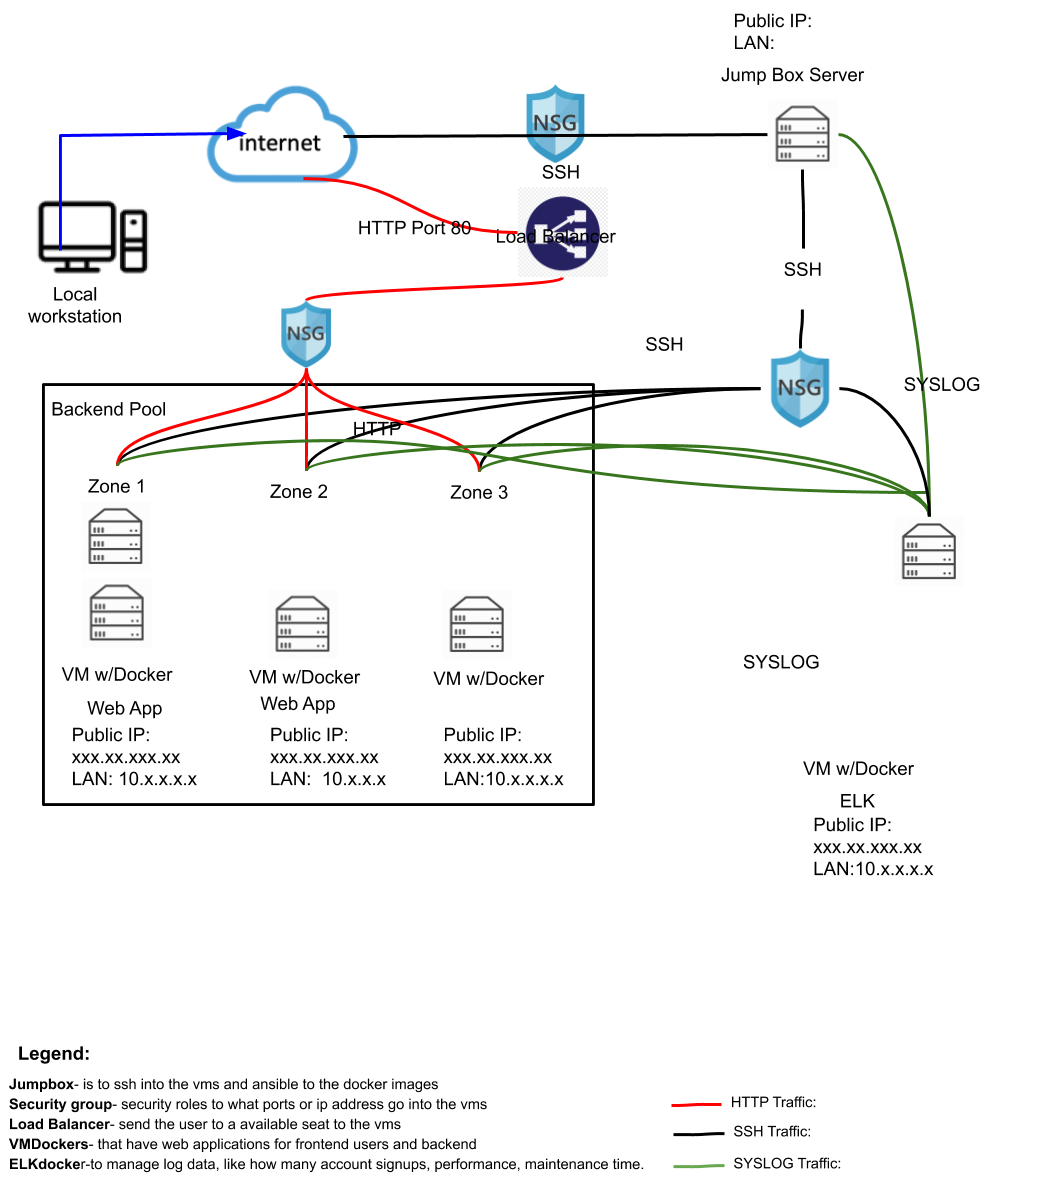 Public IP:
LAN:
Jump Box Server
NSG
internet
SSH
HTTP Port 80
Load Balancer
SSH
Local
workstation
NSG
SSH
NSG
SYSLOG
Backend Pool
HTTP
Zone 1
Zone 2
Zone 3
SYSLOG
VM w/Docker
Web App
Public IP:
xxx.xx.xxx.xx
LAN: 10.x.x.x.x
VM w/Docker
Web App
Public IP:
xxx.xx.xxx.xx
LAN:  10.x.x.x
VM w/Docker
Public IP:
xxx.xx.xxx.xx
LAN:10.x.x.x.x
VM w/Docker
ELK
Public IP:
xxx.xx.xxx.xx
LAN:10.x.x.x.x
Legend:
Jumpbox- is to ssh into the vms and ansible to the docker images
Security group- security roles to what ports or ip address go into the vms
Load Balancer- send the user to a available seat to the vms
VMDockers- that have web applications for frontend users and backend
ELKdocker-to manage log data, like how many account signups, performance, maintenance time.
HTTP Traffic:
SSH Traffic:
SYSLOG Traffic: